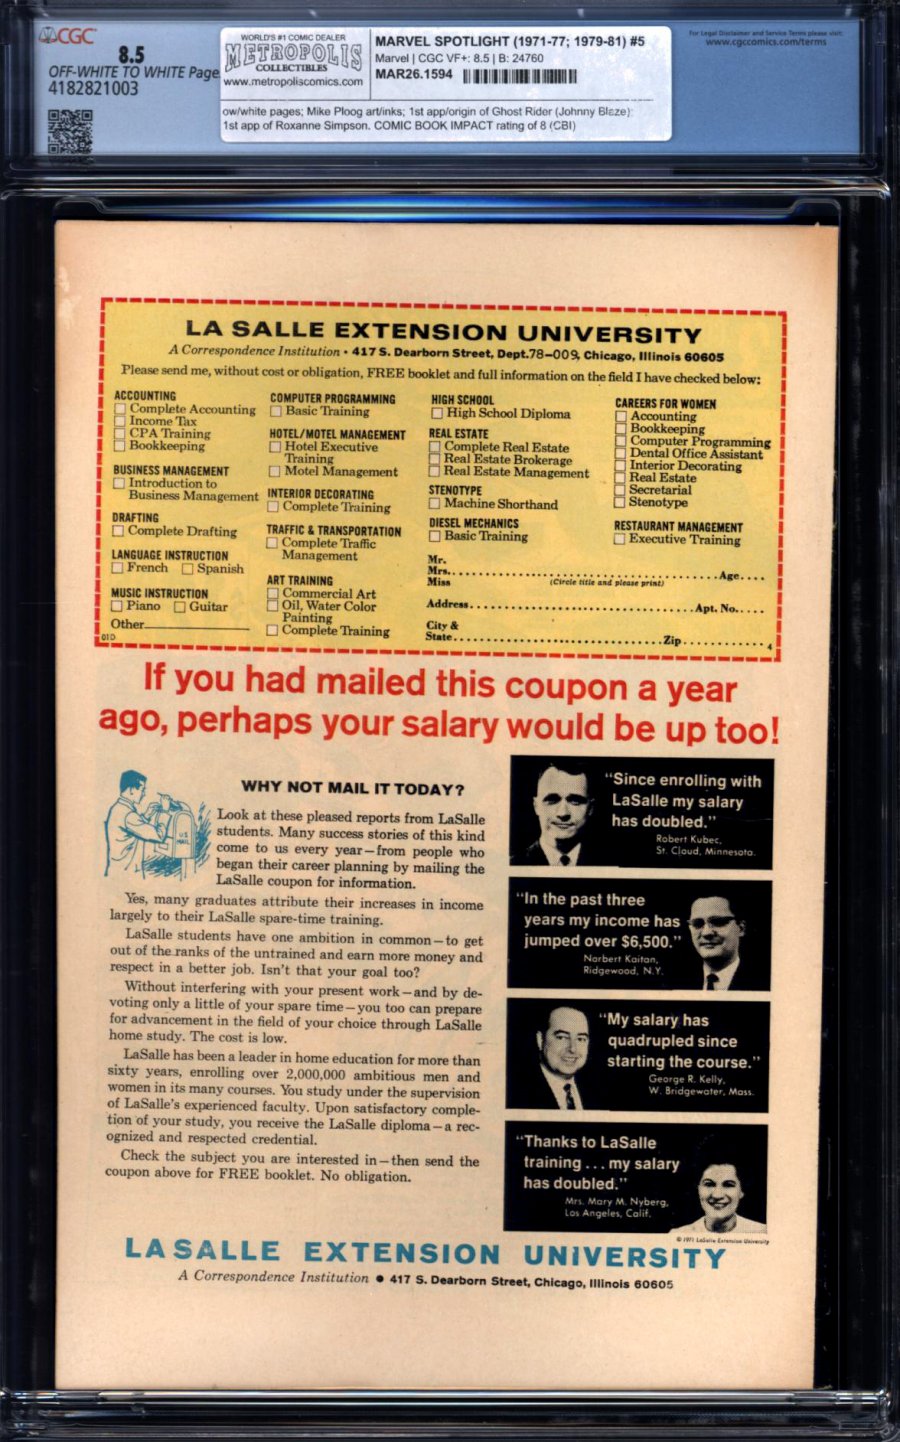 CGC
8.5
OFF-WHITE TO WHITE Page
4182821003
WORLD'S #1 COMIC DEALER
METROPOLIS
COLLECTIBLES
www.metropoliscomics.com
MARVEL SPOTLIGHT (1971-77; 1979-81) #5
Marvel | CGC VF+: 8.5 | B: 24760
MAR26.1594
ow/white pages; Mike Ploog art/inks; 1st app/origin of Ghost Rider (Johnny Blaze);
1st app of Roxanne Simpson. COMIC BOOK IMPACT rating of 8 (CBI)
For Legal Disclaimer and Service Terms please visit:
www.cgccomics.com/terms
LA SALLE EXTENSION UNIVERSITY
A Correspondence Institution • 417 S. Dearborn Street, Dept.78-009, Chicago, Illinois 60605
Please send me, without cost or obligation, FREE booklet and full information on the field I have checked below:
ACCOUNTING
Complete Accounting
Income Tax
CPA Training
Bookkeeping
BUSINESS MANAGEMENT
Introduction to
Business Management
DRAFTING
Complete Drafting
LANGUAGE INSTRUCTION
French Spanish
MUSIC INSTRUCTION
Piano Guitar
Other
01D
COMPUTER PROGRAMMING
Basic Training
HOTEL/MOTEL MANAGEMENT
Hotel Executive
Training
Motel Management
INTERIOR DECORATING
Complete Training
TRAFFIC & TRANSPORTATION
Complete Traffic
Management
ART TRAINING
Commercial Art
Oil, Water Color
Painting
Complete Training
HIGH SCHOOL
High School Diploma
REAL ESTATE
Complete Real Estate
Real Estate Brokerage
Real Estate Management
STENOTYPE
Machine Shorthand
DIESEL MECHANICS
Basic Training
CAREERS FOR WOMEN
Accounting
Bookkeeping
Computer Programming
Dental Office Assistant
Interior Decorating
Real Estate
Secretarial
Stenotype
RESTAURANT MANAGEMENT
Executive Training
Mr.
Mrs. Age
Miss (Circle title and please print)
Address Apt. No.
City &
State Zip
4
If you had mailed this coupon a year
ago, perhaps your salary would be up too!
WHY NOT MAIL IT TODAY?
US
MAIL
Look at these pleased reports from LaSalle
students. Many success stories of this kind
come to us every year—from people who
began their career planning by mailing the
LaSalle coupon for information.
Yes, many graduates attribute their increases in income
largely to their LaSalle spare-time training.
LaSalle students have one ambition in common—to get
out of the ranks of the untrained and earn more money and
respect in a better job. Isn't that your goal too?
Without interfering with your present work—and by de-
voting only a little of your spare time—you too can prepare
for advancement in the field of your choice through LaSalle
home study. The cost is low.
LaSalle has been a leader in home education for more than
sixty years, enrolling over 2,000,000 ambitious men and
women in its many courses. You study under the supervision
of LaSalle's experienced faculty. Upon satisfactory comple-
tion of your study, you receive the LaSalle diploma—a rec-
ognized and respected credential.
Check the subject you are interested in—then send the
coupon above for FREE booklet. No obligation.
"Since enrolling with
LaSalle my salary
has doubled."
Robert Kubec,
St. Cloud, Minnesota.
"In the past three
years my income has
jumped over $6,500."
Norbert Kaitan,
Ridgewood, N.Y.
"My salary has
quadrupled since
starting the course."
George R. Kelly,
W. Bridgewater, Mass.
"Thanks to LaSalle
training...my salary
has doubled."
Mrs. Mary M. Nyberg,
Los Angeles, Calif.
© 1971 LaSalle Extension University
LASALLE EXTENSION UNIVERSITY
A Correspondence Institution • 417 S. Dearborn Street, Chicago, Illinois 60605